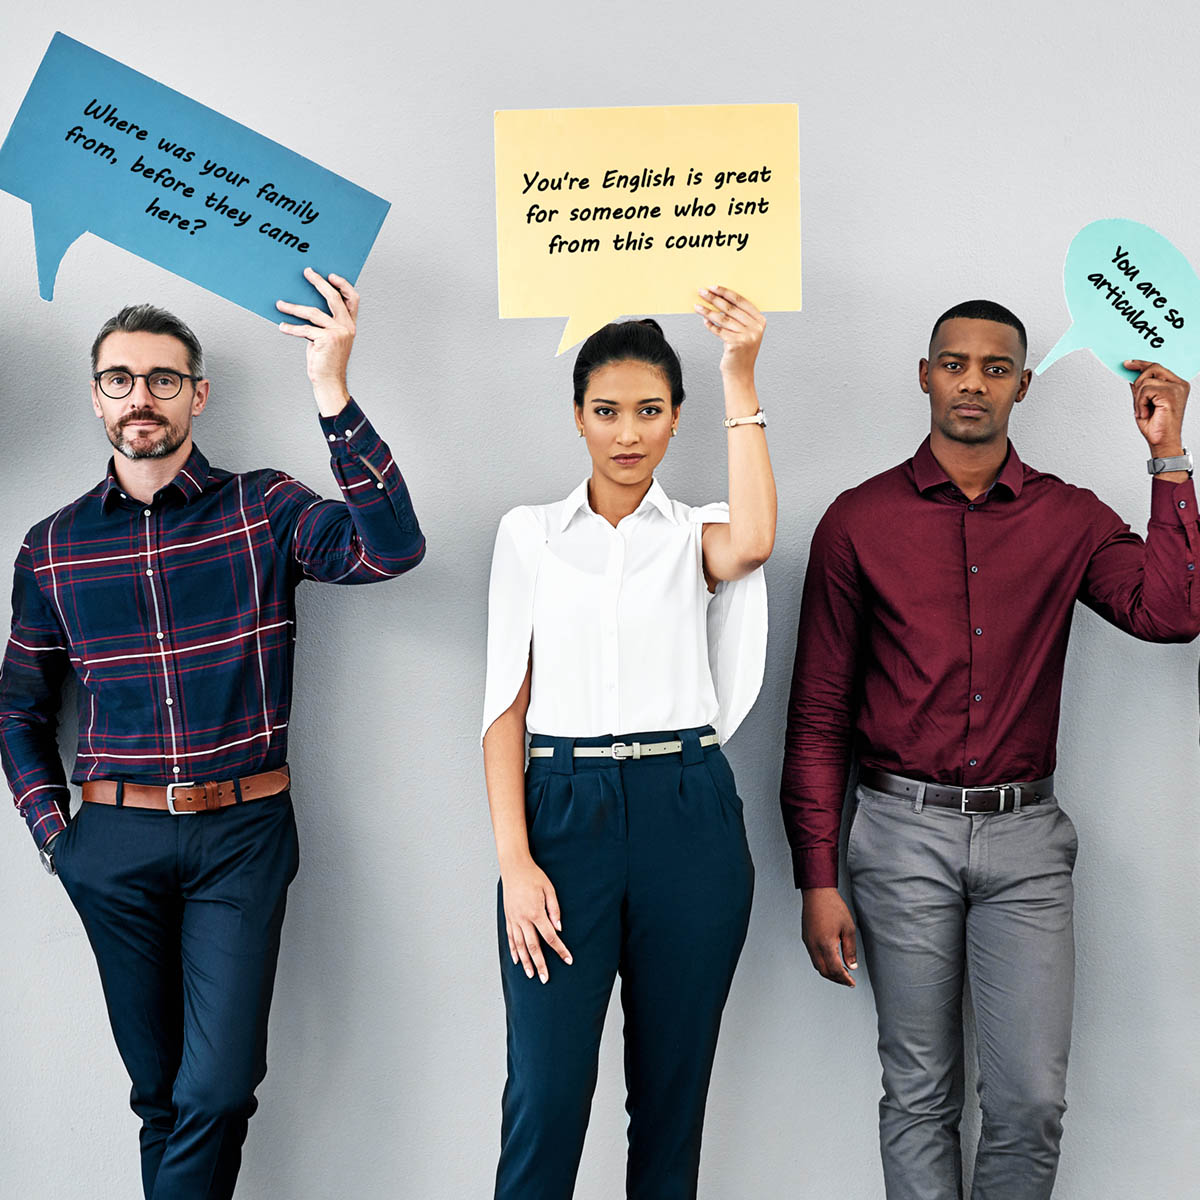 Where was your family
from, before they came
here?
You're English is great
for someone who isnt
from this country
You are so
articulate